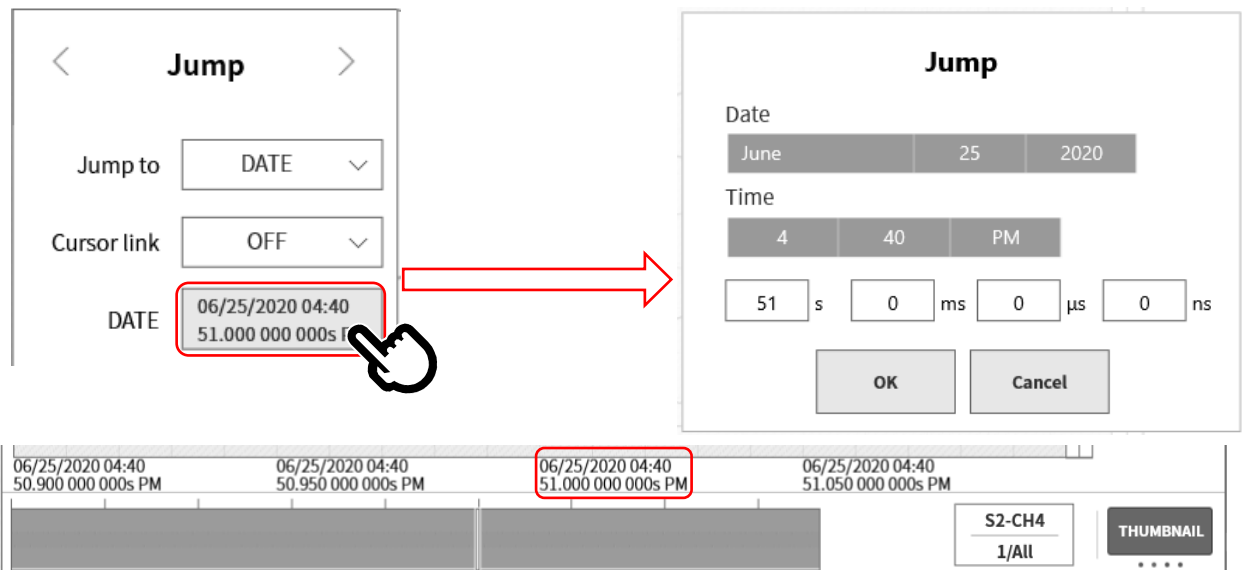 Jump
Jump to DATE
Cursor link OFF
DATE 06/25/2020 04:40
51.000 000 000s
Jump
Date
June 25 2020
Time
4 40 PM
51 s 0 ms 0 µs 0 ns
OK Cancel
06/25/2020 04:40 06/25/2020 04:40 06/25/2020 04:40 06/25/2020 04:40
50.900 000 000s PM 50.950 000 000s PM 51.000 000 000s PM 51.050 000 000s PM
S2-CH4
1/All
THUMBNAIL